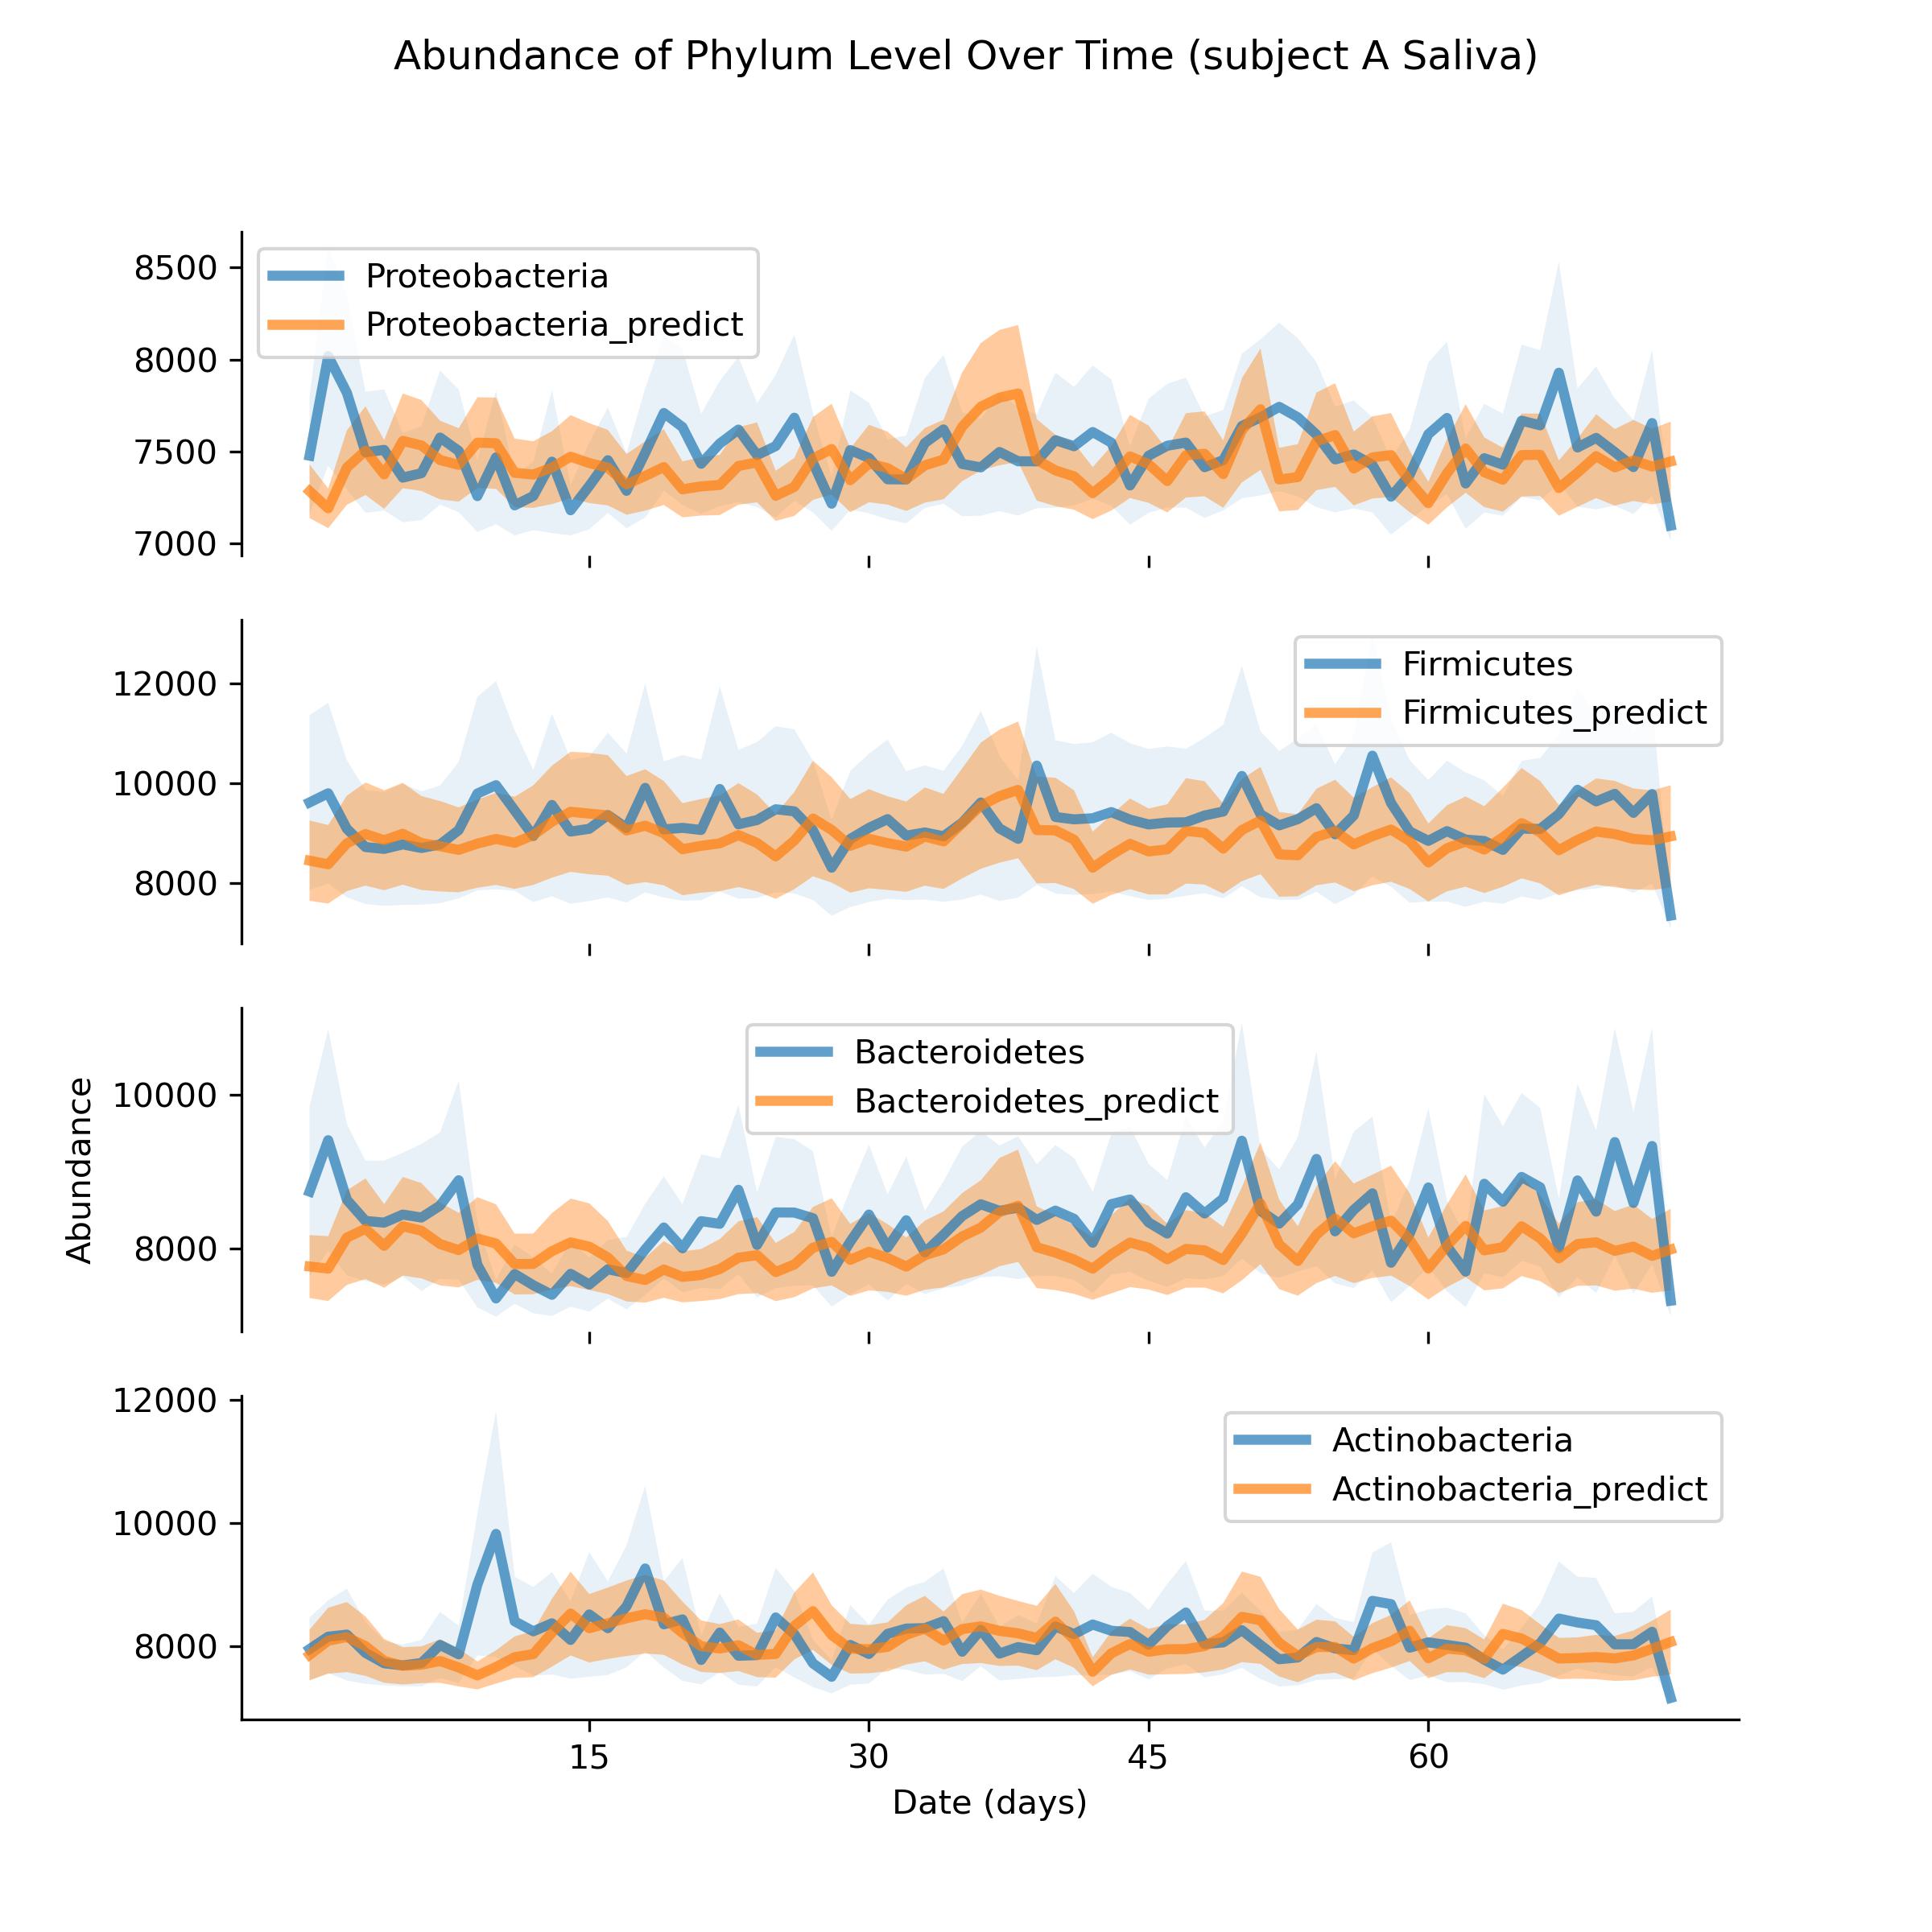 Abundance of Phylum Level Over Time (subject A Saliva)
8500
8000
7500
7000
Proteobacteria
Proteobacteria_predict
12000
10000
8000
Firmicutes
Firmicutes_predict
Abundance
10000
8000
Bacteroidetes
Bacteroidetes_predict
12000
10000
8000
Actinobacteria
Actinobacteria_predict
15 30 45 60
Date (days)